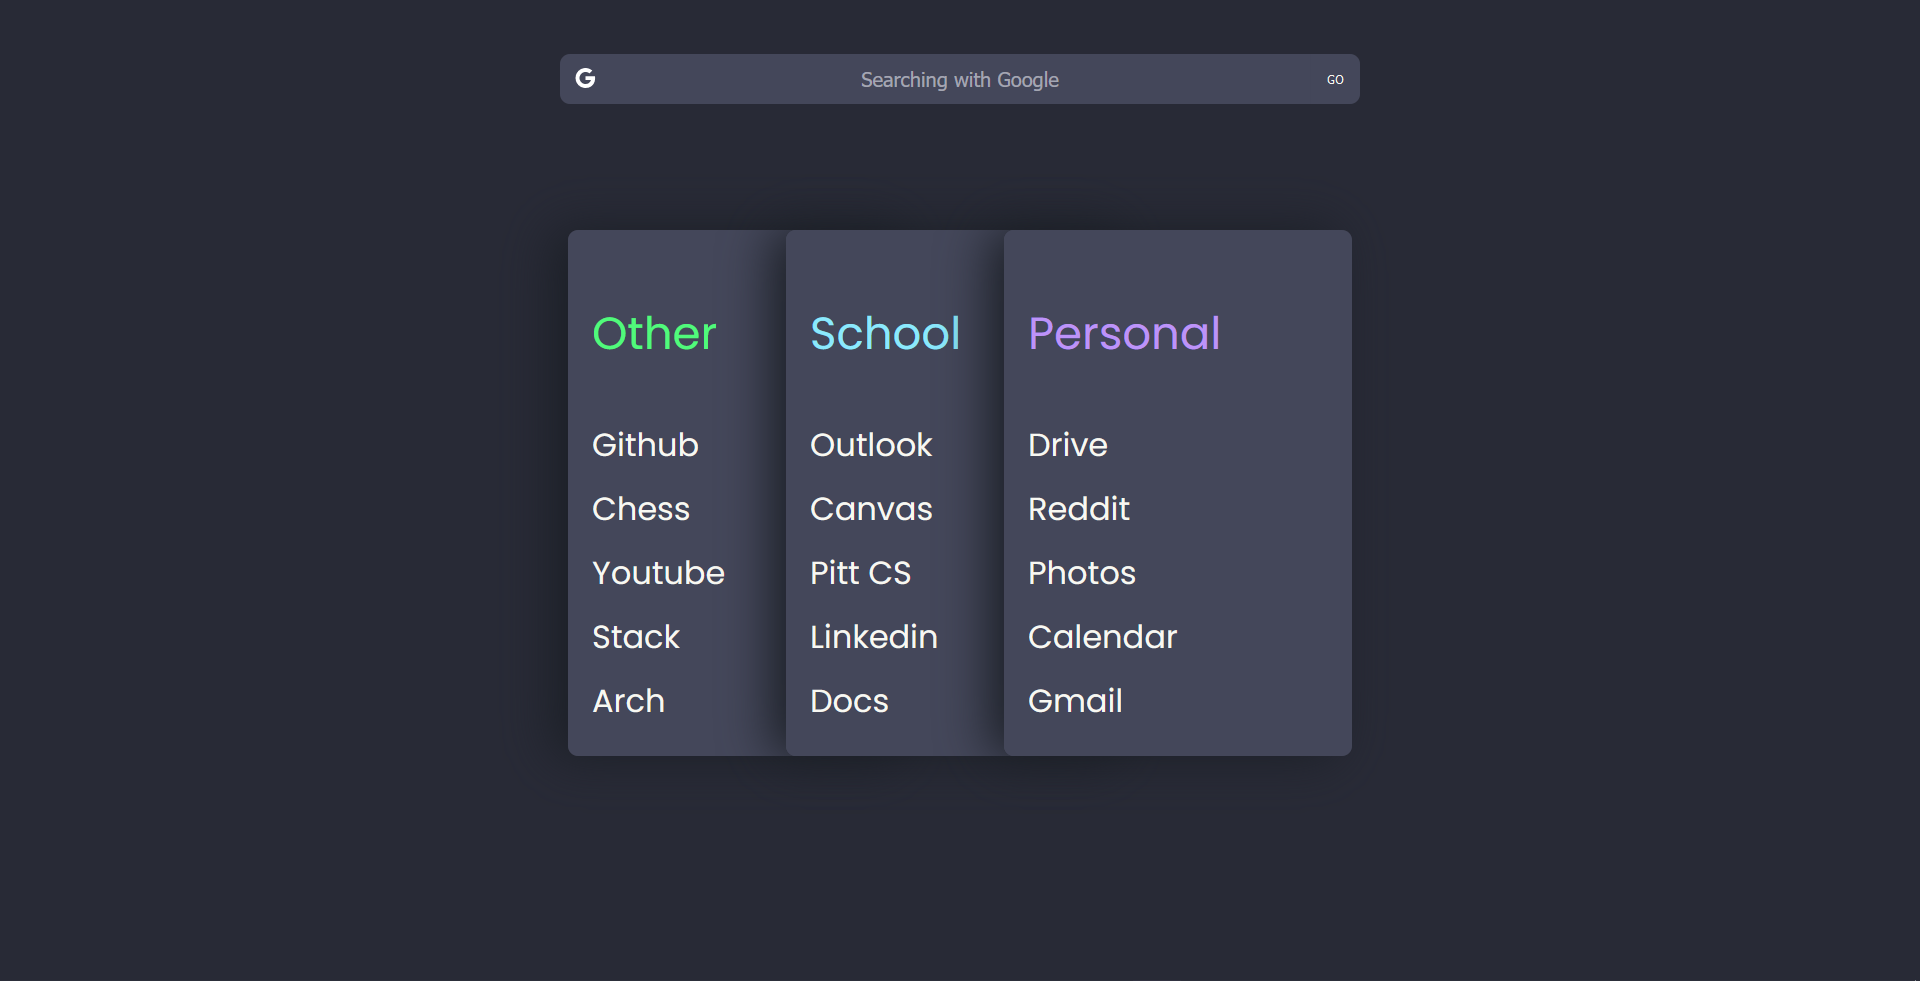 Searching with Google
GO
Other
Github
Chess
Youtube
Stack
Arch
School
Outlook
Canvas
Pitt CS
Linkedin
Docs
Personal
Drive
Reddit
Photos
Calendar
Gmail